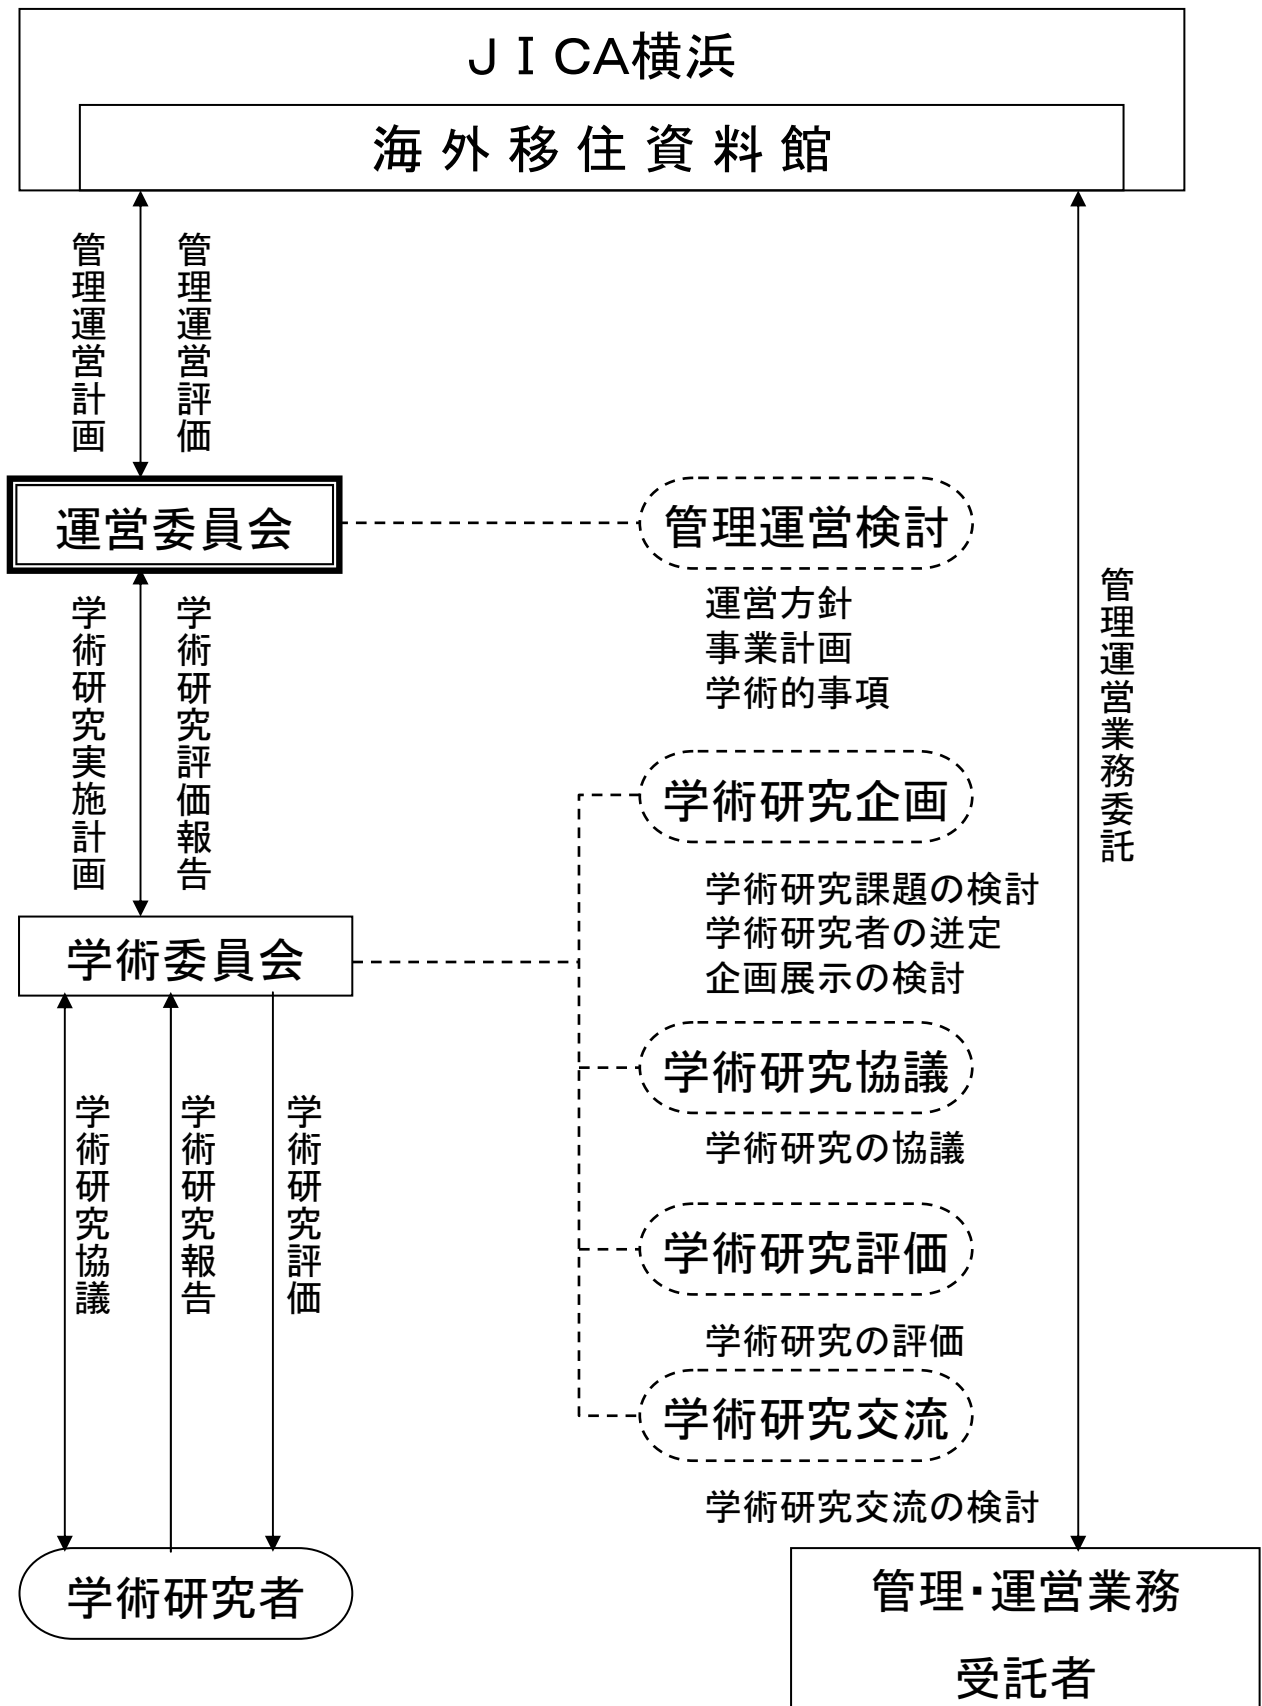 ＪＩＣＡ横浜
海外移住資料館
管理運営計画
管理運営評価
運営委員会
管理運営検討
運営方針
事業計画
学術的事項
管理運営業務委託
学術研究実施計画
学術研究評価報告
学術研究企画
学術研究課題の検討
学術研究者の迸定
企画展示の検討
学術委員会
学術研究協議
学術研究の協議
学術研究協議
学術研究報告
学術研究評価
学術研究評価
学術研究の評価
学術研究交流
学術研究交流の検討
学術研究者
管理・運営業務
受託者